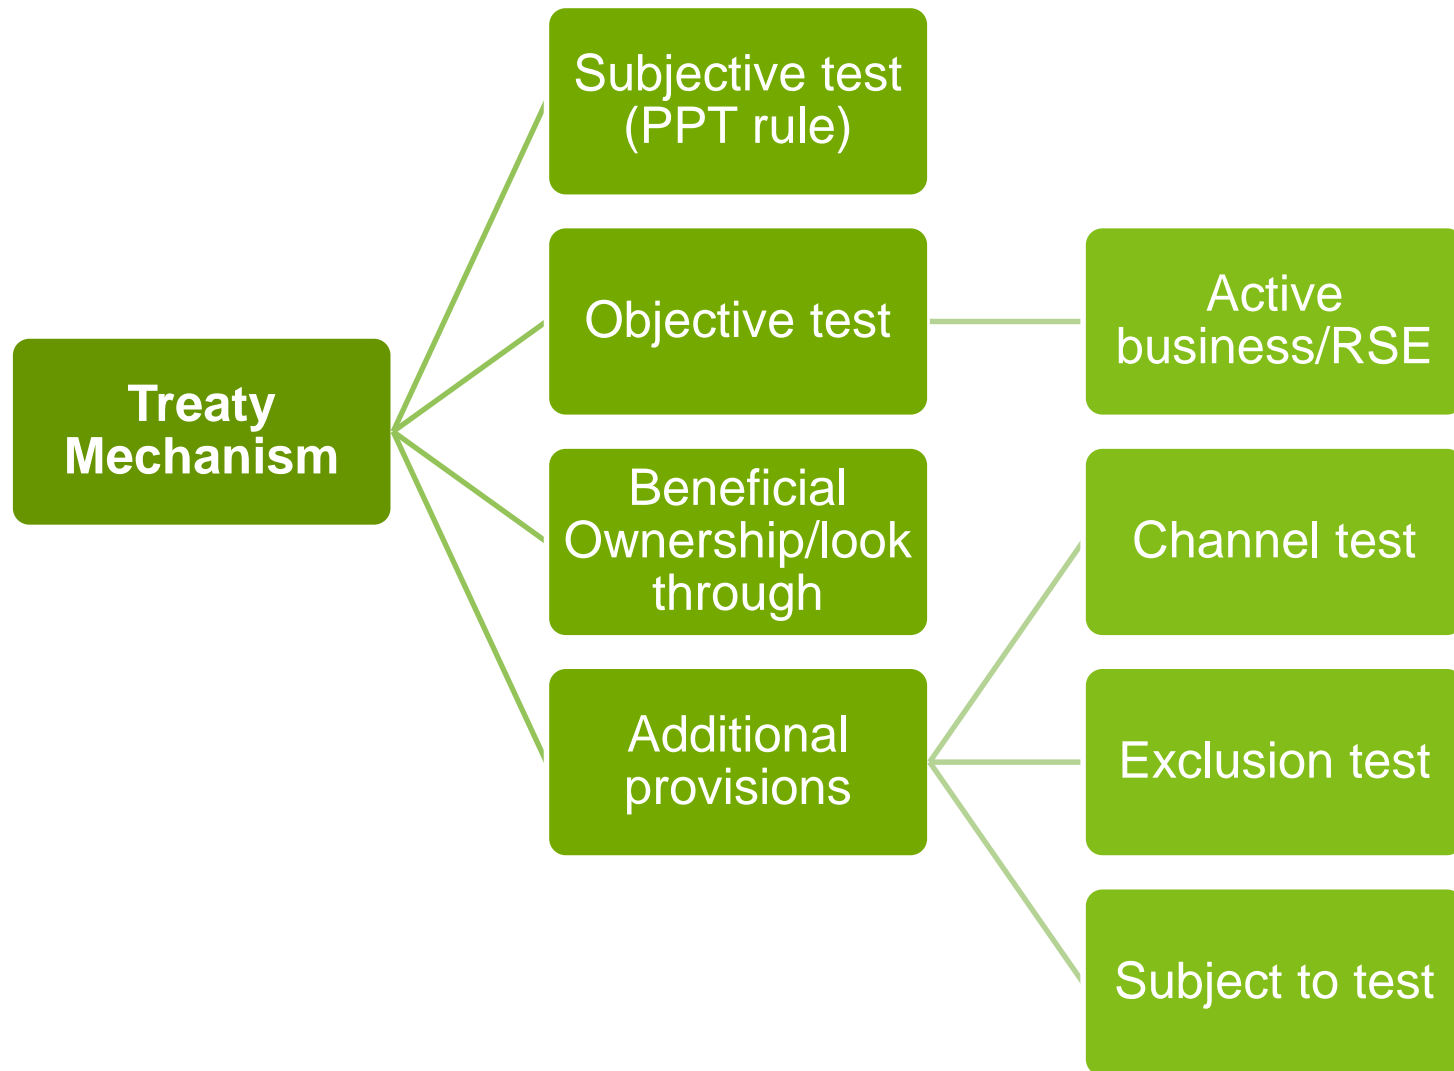 Treaty
Mechanism
Subjective test
(PPT rule)
Objective test
Active
business/RSE
Beneficial
Ownership/look
through
Additional
provisions
Channel test
Exclusion test
Subject to test